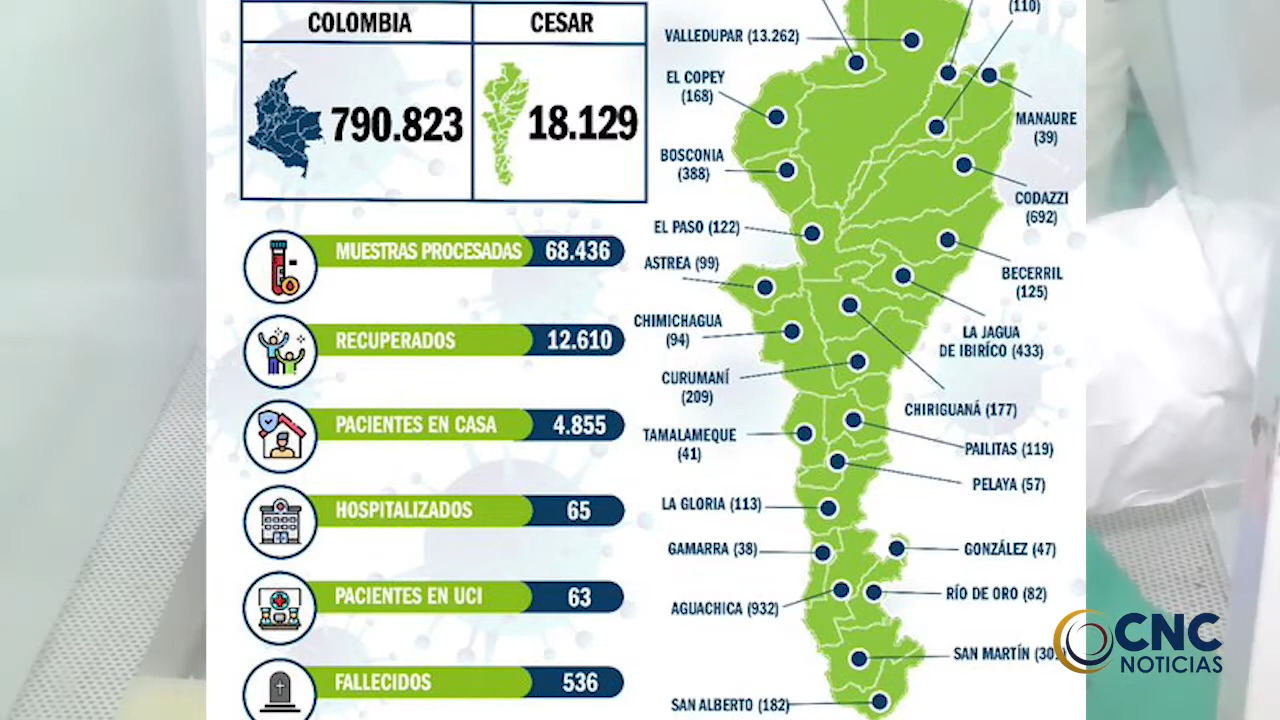 COLOMBIA
CESAR
790.823
18.129
MUESTRAS PROCESADAS 68.436
RECUPERADOS 12.610
PACIENTES EN CASA 4.855
HOSPITALIZADOS 65
PACIENTES EN UCI 63
FALLECIDOS 536
(110)
VALLEDUPAR (13.262)
EL COPEY
(168)
MANAURE
(39)
BOSCONIA
(388)
CODAZZI
(692)
EL PASO (122)
ASTREA (99)
BECERRIL
(125)
CHIMICHAGUA
(94)
LA JAGUA
DE IBIRÍCO (433)
CURUMANÍ
(209)
CHIRIGUANÁ (177)
TAMALAMEQUE
(41)
PAILITAS (119)
PELAYA (57)
LA GLORIA (113)
GAMARRA (38)
GONZÁLEZ (47)
AGUACHICA (932)
RÍO DE ORO (82)
SAN MARTÍN
SAN ALBERTO (182)
CNC
NOTICIAS